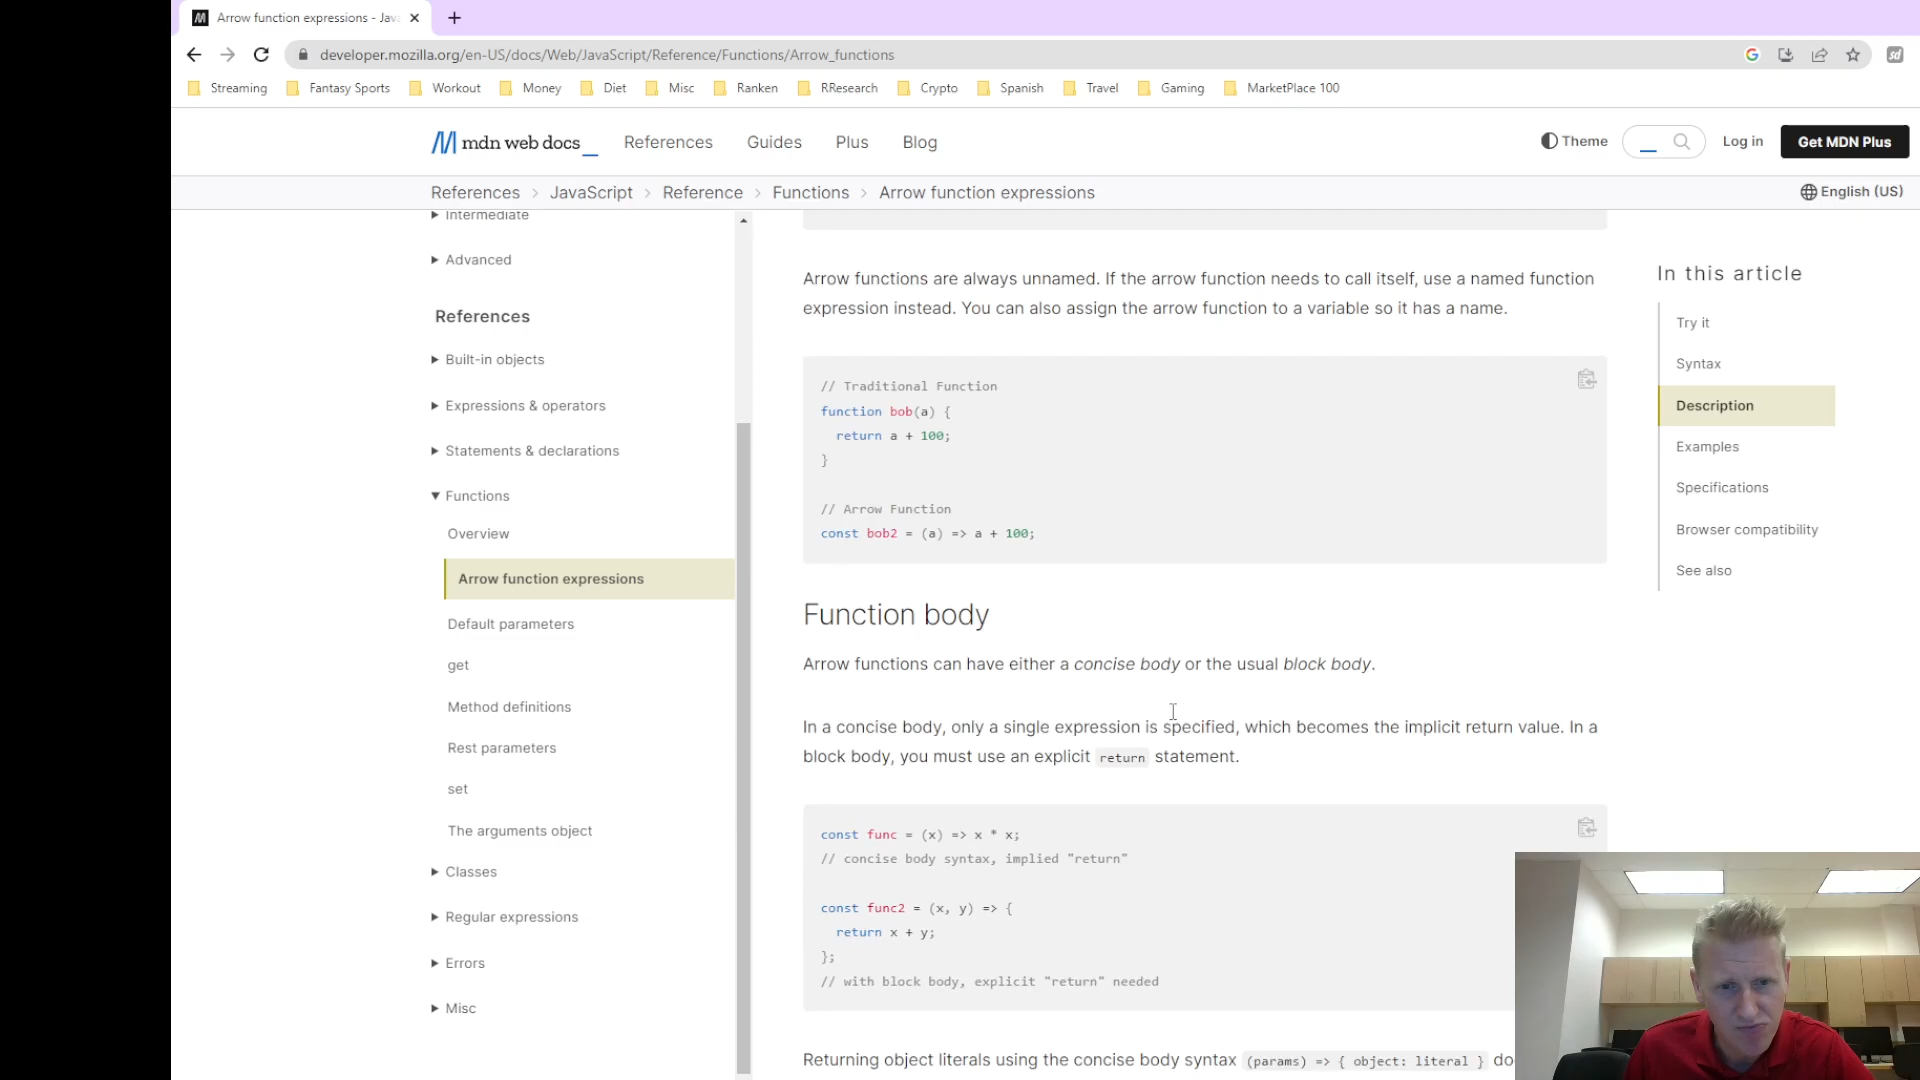 Arrow function expressions - Jav
developer.mozilla.org/en-US/docs/Web/JavaScript/Reference/Functions/Arrow_functions
sd
Streaming Fantasy Sports Workout Money Diet Misc Ranken RResearch Crypto Spanish Travel Gaming MarketPlace 100
mdn web docs_ References Guides Plus Blog
Theme Log in Get MDN Plus
References > JavaScript > Reference > Functions > Arrow function expressions
English (US)
Intermediate
Advanced
References
Built-in objects
Expressions & operators
Statements & declarations
Functions
Overview
Arrow function expressions
Default parameters
get
Method definitions
Rest parameters
set
The arguments object
Classes
Regular expressions
Errors
Misc
Arrow functions are always unnamed. If the arrow function needs to call itself, use a named function
expression instead. You can also assign the arrow function to a variable so it has a name.
// Traditional Function
function bob(a) {
return a + 100;
}
// Arrow Function
const bob2 = (a) => a + 100;
Function body
Arrow functions can have either a concise body or the usual block body.
In a concise body, only a single expression is specified, which becomes the implicit return value. In a
block body, you must use an explicit return statement.
const func = (x) => x * x;
// concise body syntax, implied "return"
const func2 = (x, y) => {
return x + y;
};
// with block body, explicit "return" needed
Returning object literals using the concise body syntax (params) => { object: literal } do
In this article
Try it
Syntax
Description
Examples
Specifications
Browser compatibility
See also